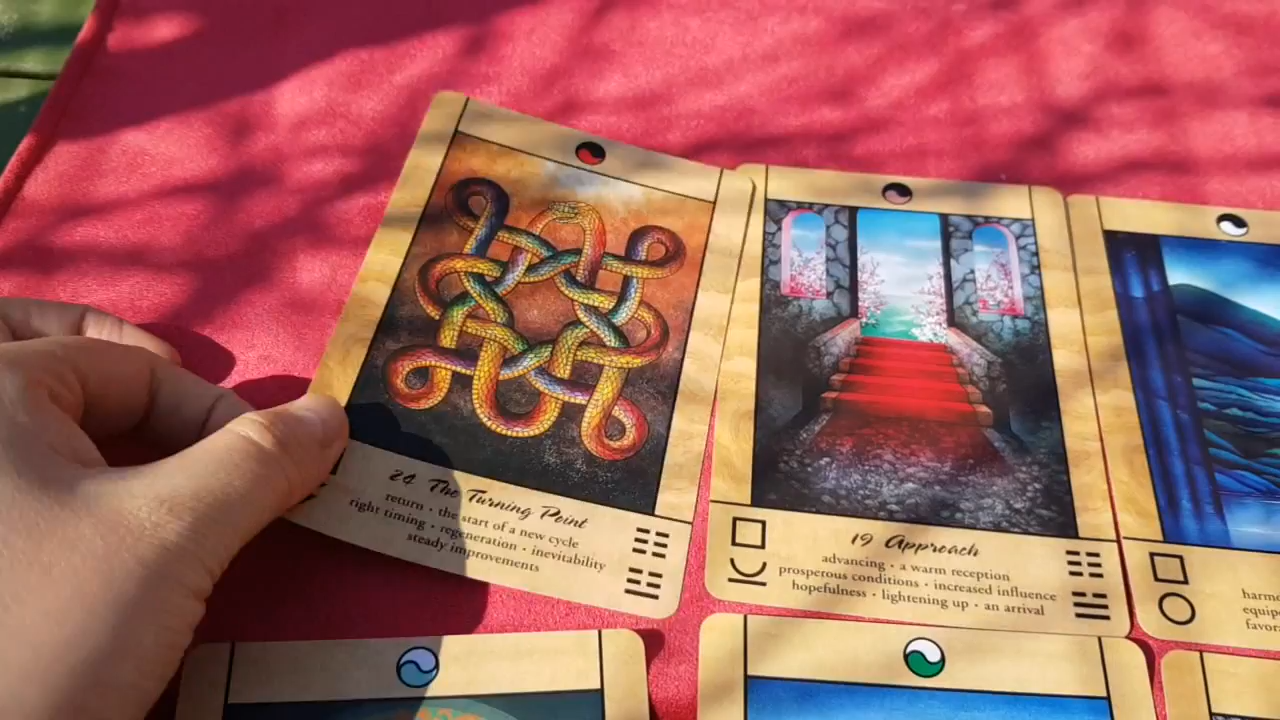 24 The Turning Point
return • the start of a new cycle
right timing • regeneration • inevitability
steady improvements
19 Approach
advancing • a warm reception
prosperous conditions • increased influence
hopefulness • lightening up • an arrival